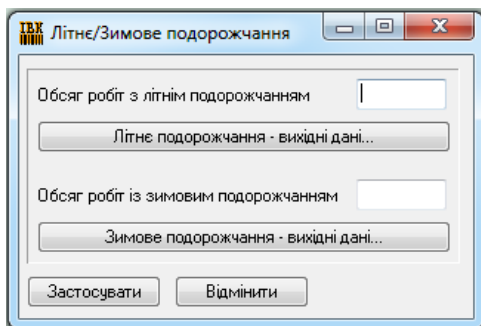 ІВК Літнє/Зимове подорожчання
Обсяг робіт з літнім подорожчанням
Літнє подорожчання - вихідні дані...
Обсяг робіт із зимовим подорожчанням
Зимове подорожчання - вихідні дані...
Застосувати Відмінити